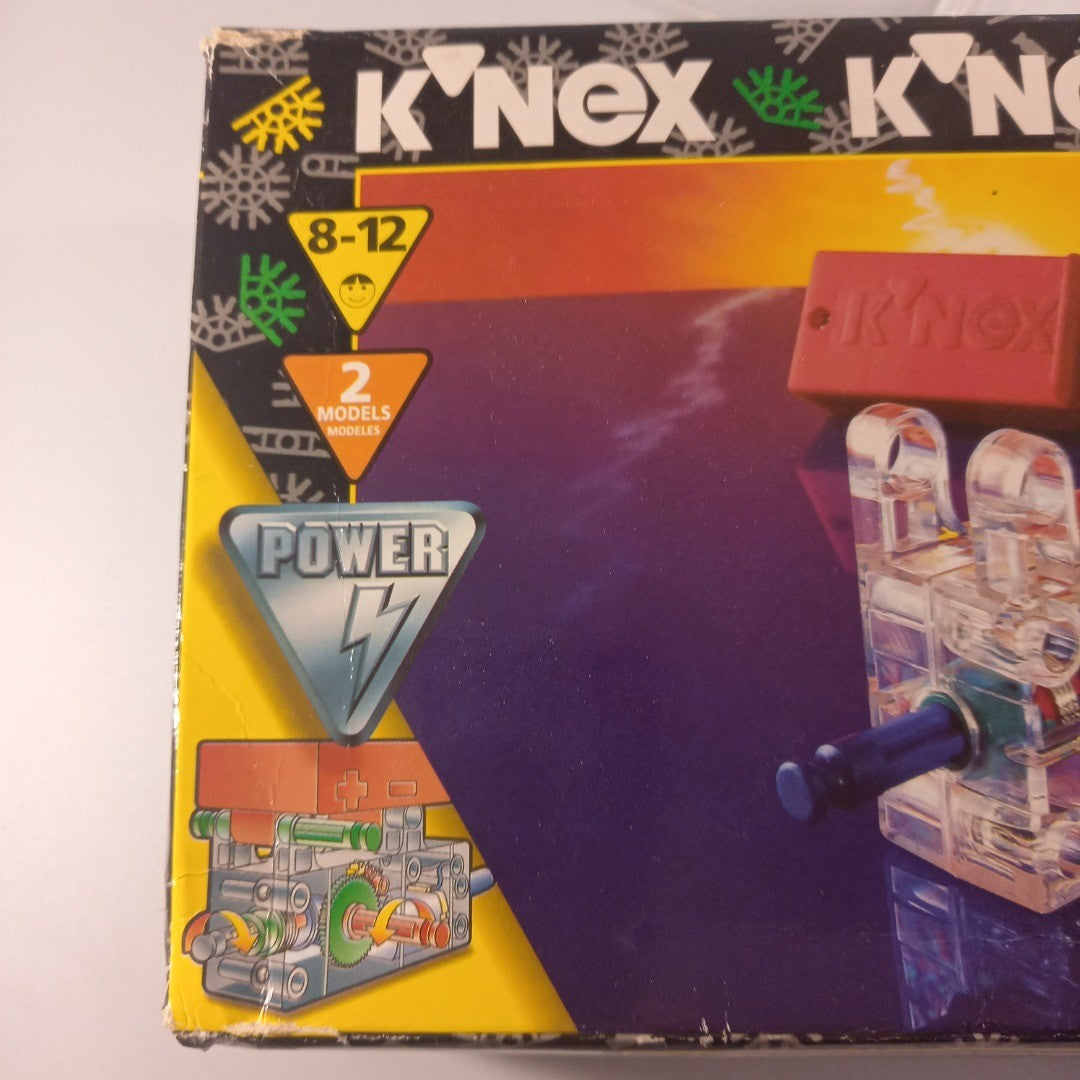 K'NEX K'NE
8-12
K'NEX
2
MODELS
MODELES
POWER
+ -